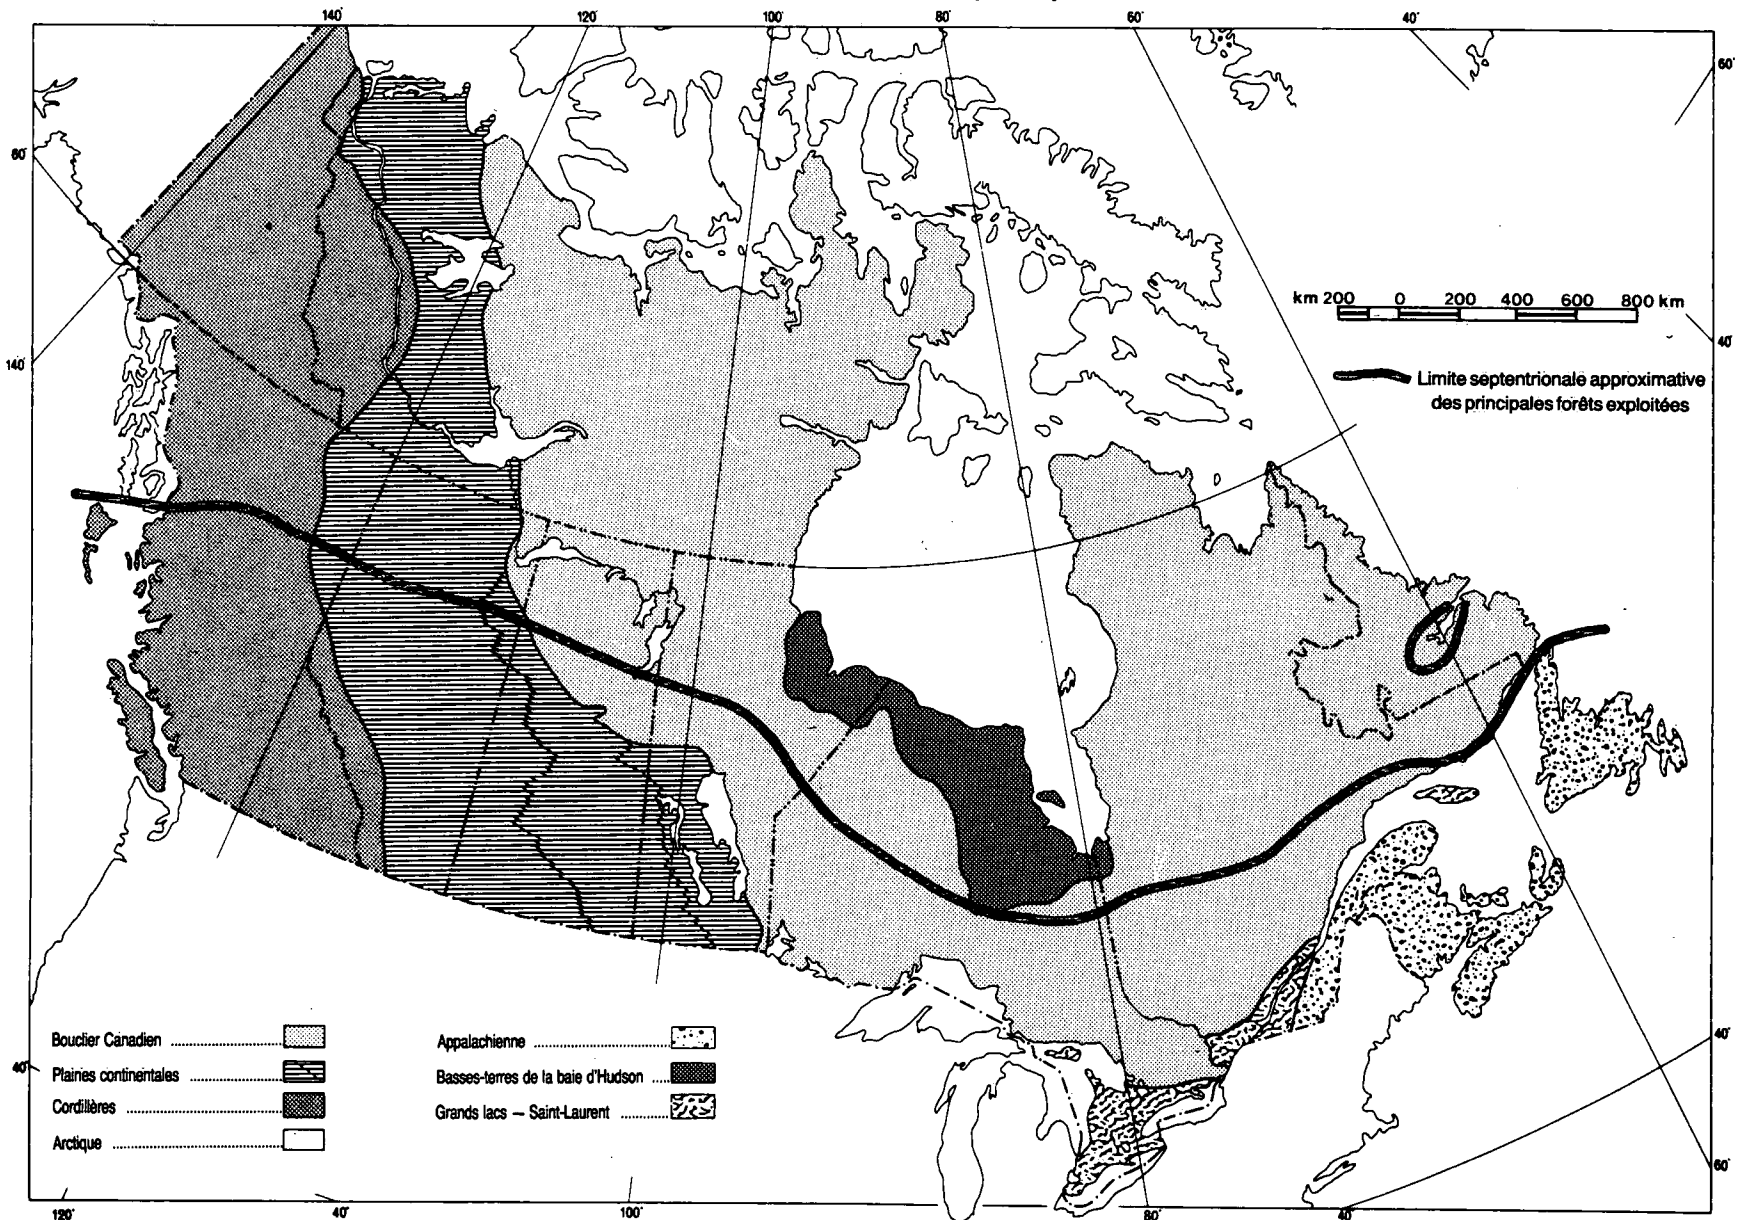 140° 120° 100° 80° 60° 40°
60°
60°
km 200 0 200 400 600 800 km
40°
140°
Limite septentrionale approximative
des principales forêts exploitées
Bouclier Canadien
Plaines continentales
Cordillères
Arctique
Appalachienne
Basses-terres de la baie d'Hudson
Grands lacs — Saint-Laurent
40°
40°
60°
120° 40° 100° 80° 40°